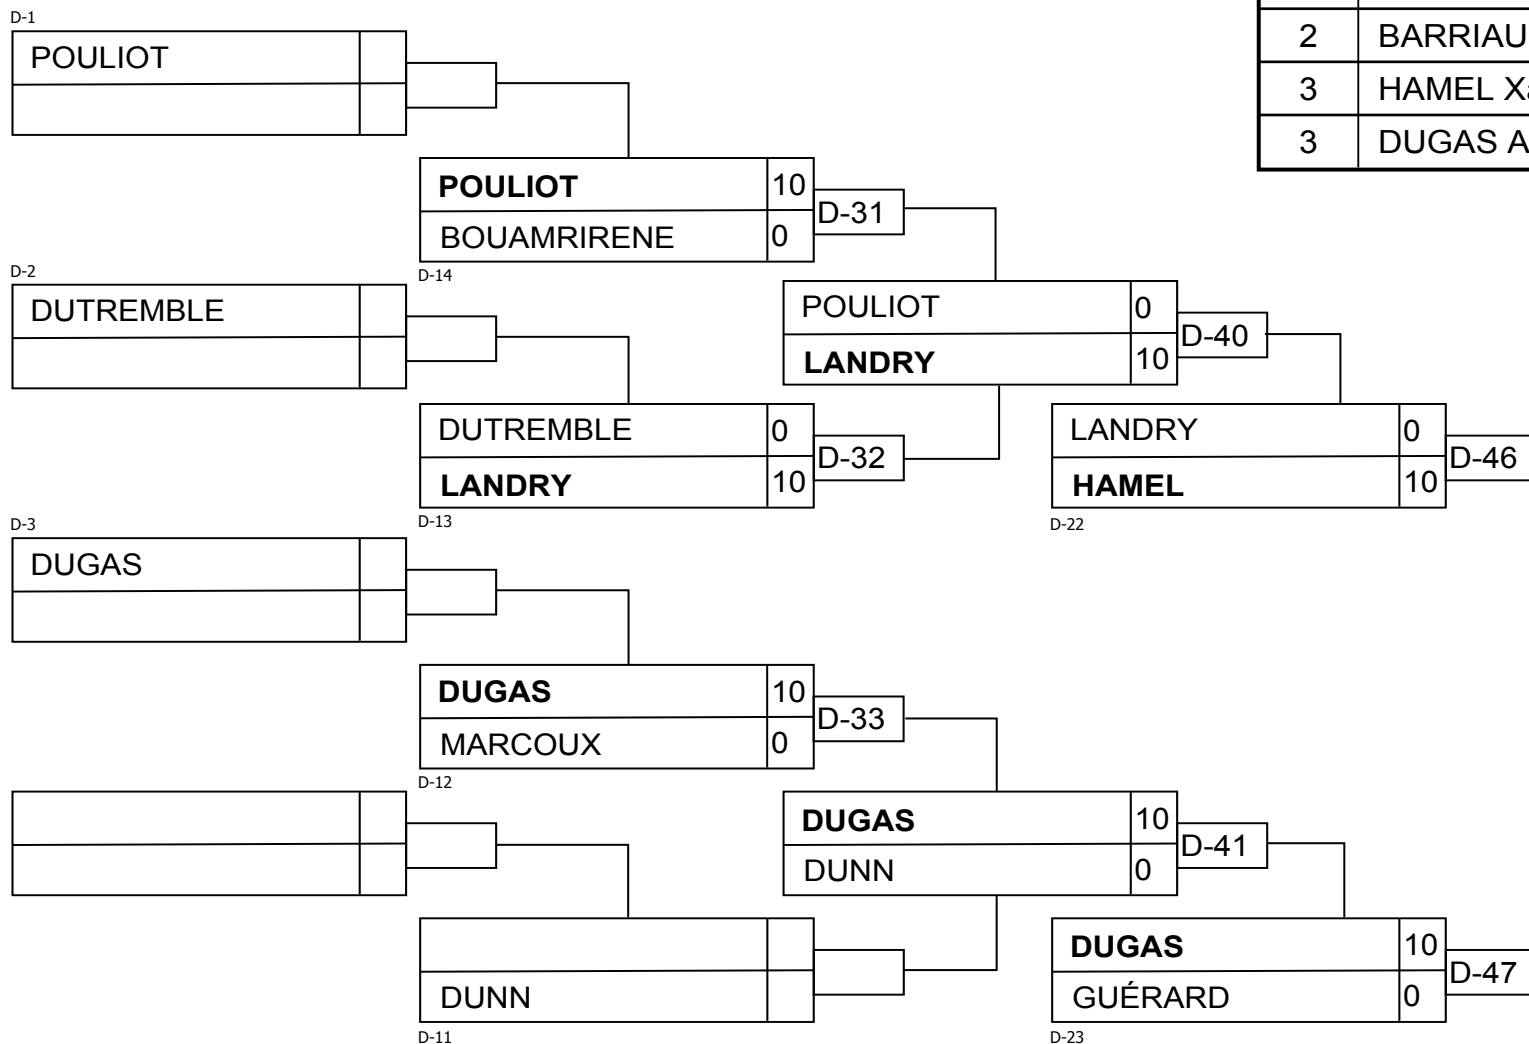 D-1
POULIOT
2 BARRIAU
3 HAMEL Xa
3 DUGAS A
POULIOT 10
BOUAMRIRENE 0
D-31
D-14
D-2
DUTREMBLE
POULIOT 0
LANDRY 10
D-40
DUTREMBLE 0
LANDRY 10
D-32
D-13
LANDRY 0
HAMEL 10
D-46
D-22
D-3
DUGAS
DUGAS 10
MARCOUX 0
D-33
D-12
DUGAS 10
DUNN 0
D-41
DUNN
D-11
DUGAS 10
GUÉRARD 0
D-47
D-23